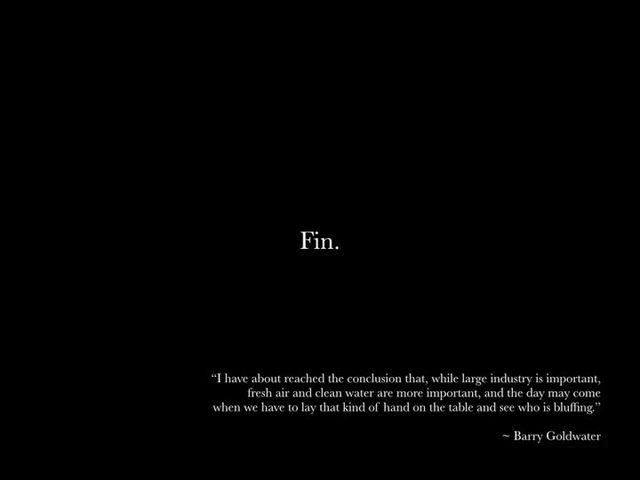 Fin.
“I have about reached the conclusion that, while large industry is important,
fresh air and clean water are more important, and the day may come
when we have to lay that kind of hand on the table and see who is bluffing.”
~ Barry Goldwater